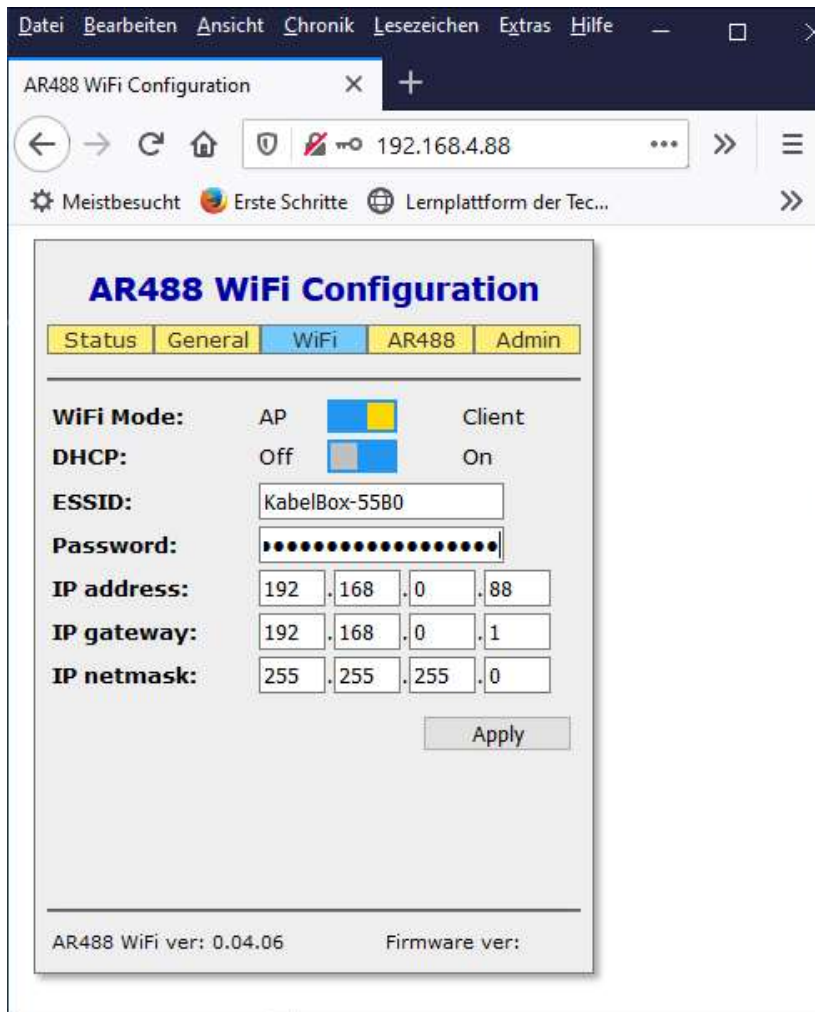 Datei Bearbeiten Ansicht Chronik Lesezeichen Extras Hilfe
AR488 WiFi Configuration
192.168.4.88
Meistbesucht Erste Schritte Lernplattform der Tec...
AR488 WiFi Configuration
Status General WiFi AR488 Admin
WiFi Mode: AP Client
DHCP: Off On
ESSID: KabelBox-55B0
Password: •••••••••••••••••••
IP address: 192 . 168 . 0 . 88
IP gateway: 192 . 168 . 0 . 1
IP netmask: 255 . 255 . 255 . 0
Apply
AR488 WiFi ver: 0.04.06 Firmware ver: